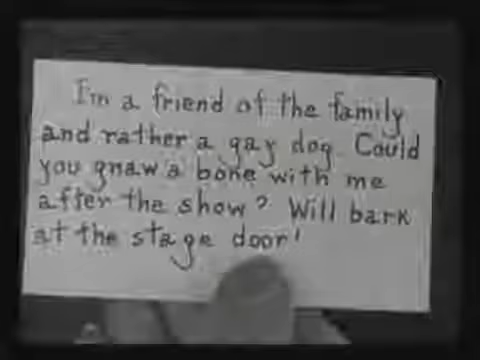 I'm a friend of the family
and rather a gay dog. Could
you gnaw a bone with me
after the show? Will bark
at the stage door!